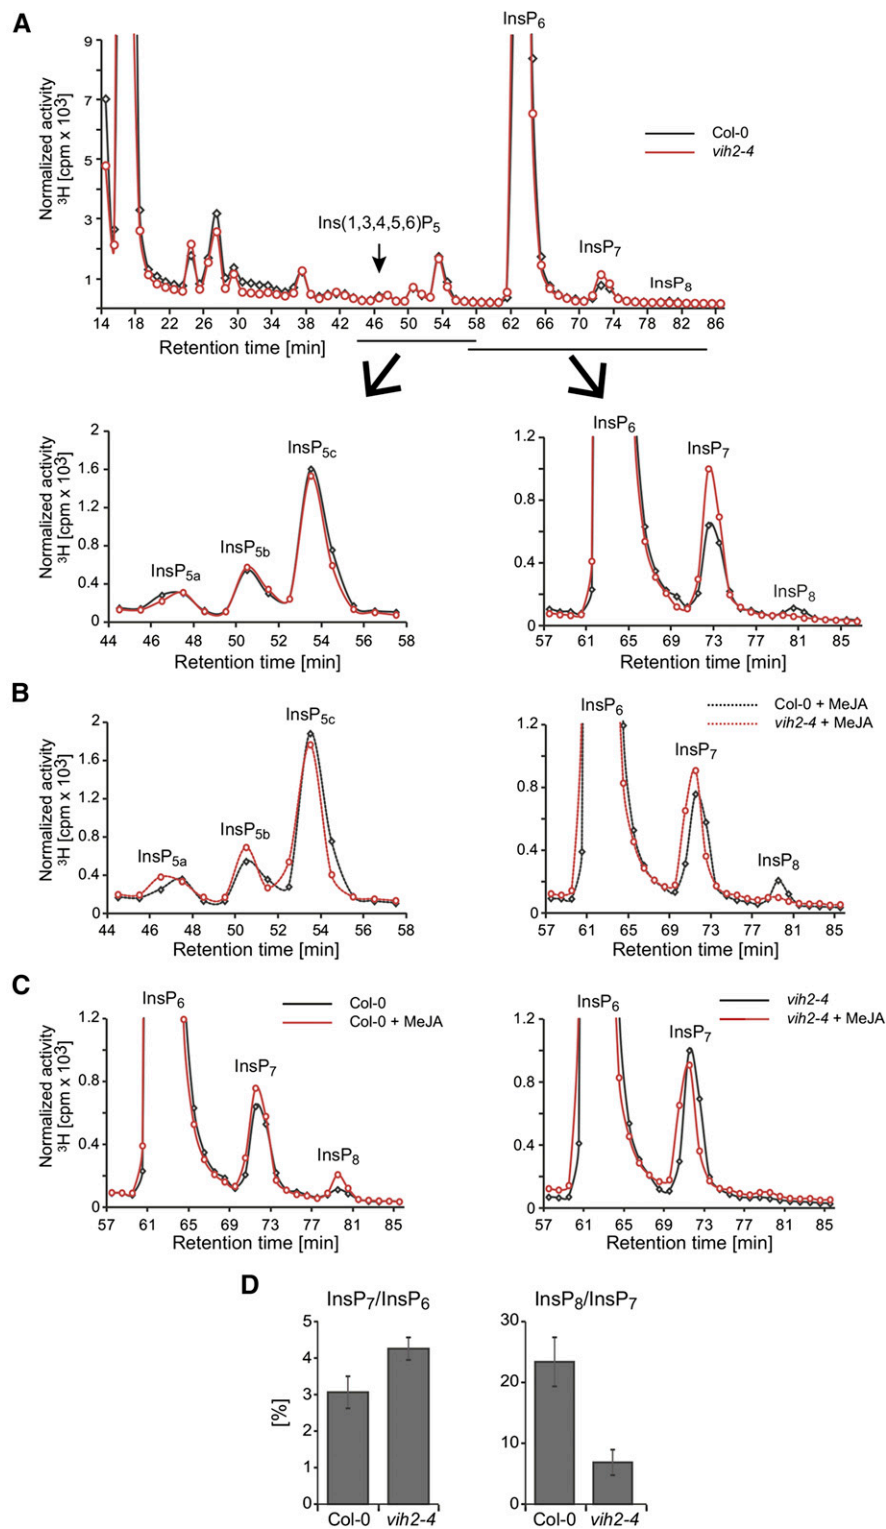 A
InsP6
Normalized activity
3H [cpm x 10^3]
9
7
5
3
1
Col-0
vih2-4
Ins(1,3,4,5,6)P5
InsP7
InsP8
14 18 22 26 30 34 38 42 46 50 54 58 62 66 70 74 78 82 86
Retention time [min]
Normalized activity
3H [cpm x 10^3]
2
1.6
1.2
0.8
0.4
0
InsP5a
InsP5b
InsP5c
44 46 48 50 52 54 56 58
Retention time [min]
1.2
0.8
0.4
0
InsP6
InsP7
InsP8
57 61 65 69 73 77 81 85
Retention time [min]
B
Normalized activity
3H [cpm x 10^3]
2
1.6
1.2
0.8
0.4
0
InsP5a
InsP5b
InsP5c
44 46 48 50 52 54 56 58
Retention time [min]
Col-0 + MeJA
vih2-4 + MeJA
1.2
0.8
0.4
0
InsP6
InsP7
InsP8
57 61 65 69 73 77 81 85
Retention time [min]
C
Normalized activity
3H [cpm x 10^3]
1.2
0.8
0.4
0
InsP6
Col-0
Col-0 + MeJA
InsP7
InsP8
57 61 65 69 73 77 81 85
Retention time [min]
1.2
0.8
0.4
0
InsP6
vih2-4
vih2-4 + MeJA
InsP7
57 61 65 69 73 77 81 85
Retention time [min]
D
InsP7/InsP6
[%]
5
4
3
2
1
0
Col-0 vih2-4
InsP8/InsP7
30
20
10
0
Col-0 vih2-4